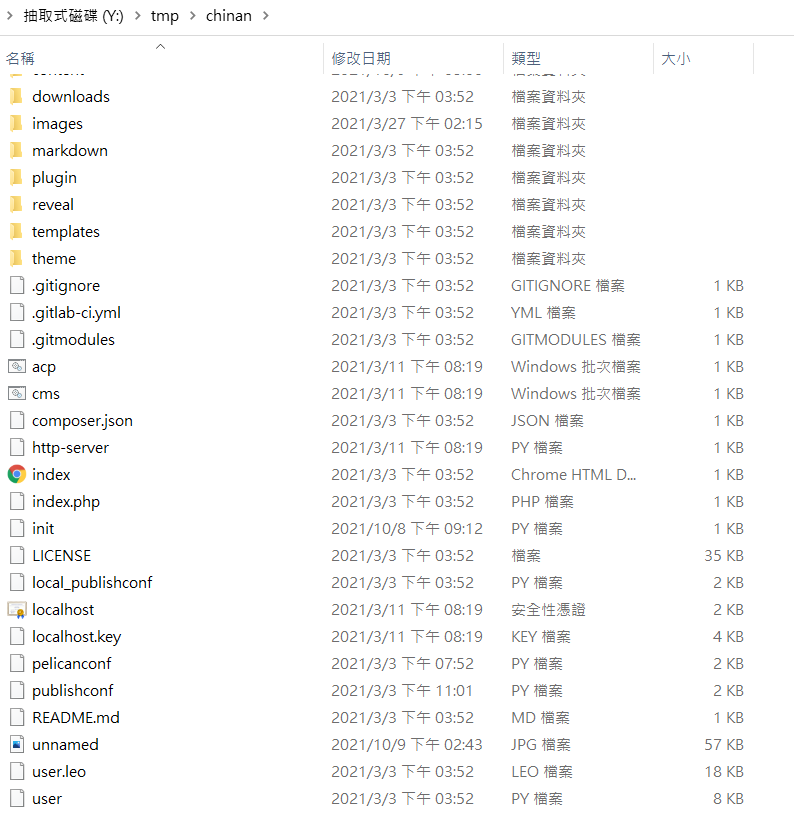 抽取式磁碟 (Y:) > tmp > chinan >
名稱 修改日期 類型 大小
downloads 2021/3/3 下午 03:52 檔案資料夾
images 2021/3/27 下午 02:15 檔案資料夾
markdown 2021/3/3 下午 03:52 檔案資料夾
plugin 2021/3/3 下午 03:52 檔案資料夾
reveal 2021/3/3 下午 03:52 檔案資料夾
templates 2021/3/3 下午 03:52 檔案資料夾
theme 2021/3/3 下午 03:52 檔案資料夾
.gitignore 2021/3/3 下午 03:52 GITIGNORE 檔案 1 KB
.gitlab-ci.yml 2021/3/3 下午 03:52 YML 檔案 1 KB
.gitmodules 2021/3/3 下午 03:52 GITMODULES 檔案 1 KB
acp 2021/3/11 下午 08:19 Windows 批次檔案 1 KB
cms 2021/3/11 下午 08:19 Windows 批次檔案 1 KB
composer.json 2021/3/3 下午 03:52 JSON 檔案 1 KB
http-server 2021/3/11 下午 08:19 PY 檔案 1 KB
index 2021/3/3 下午 03:52 Chrome HTML D... 1 KB
index.php 2021/3/3 下午 03:52 PHP 檔案 1 KB
init 2021/10/8 下午 09:12 PY 檔案 1 KB
LICENSE 2021/3/3 下午 03:52 檔案 35 KB
local_publishconf 2021/3/3 下午 03:52 PY 檔案 2 KB
localhost 2021/3/11 下午 08:19 安全性憑證 2 KB
localhost.key 2021/3/11 下午 08:19 KEY 檔案 4 KB
pelicanconf 2021/3/3 下午 07:52 PY 檔案 2 KB
publishconf 2021/3/3 下午 11:01 PY 檔案 2 KB
README.md 2021/3/3 下午 03:52 MD 檔案 1 KB
unnamed 2021/10/9 下午 02:43 JPG 檔案 57 KB
user.leo 2021/3/3 下午 03:52 LEO 檔案 18 KB
user 2021/3/3 下午 03:52 PY 檔案 8 KB